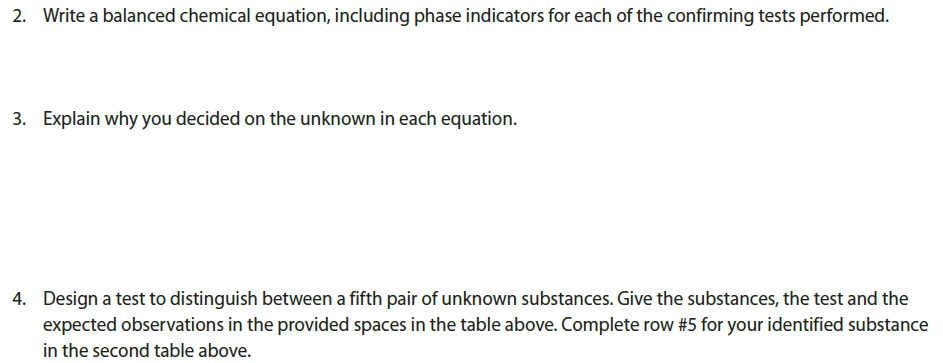 2. Write a balanced chemical equation, including phase indicators for each of the confirming tests performed.
3. Explain why you decided on the unknown in each equation.
4. Design a test to distinguish between a fifth pair of unknown substances. Give the substances, the test and the
expected observations in the provided spaces in the table above. Complete row #5 for your identified substance
in the second table above.